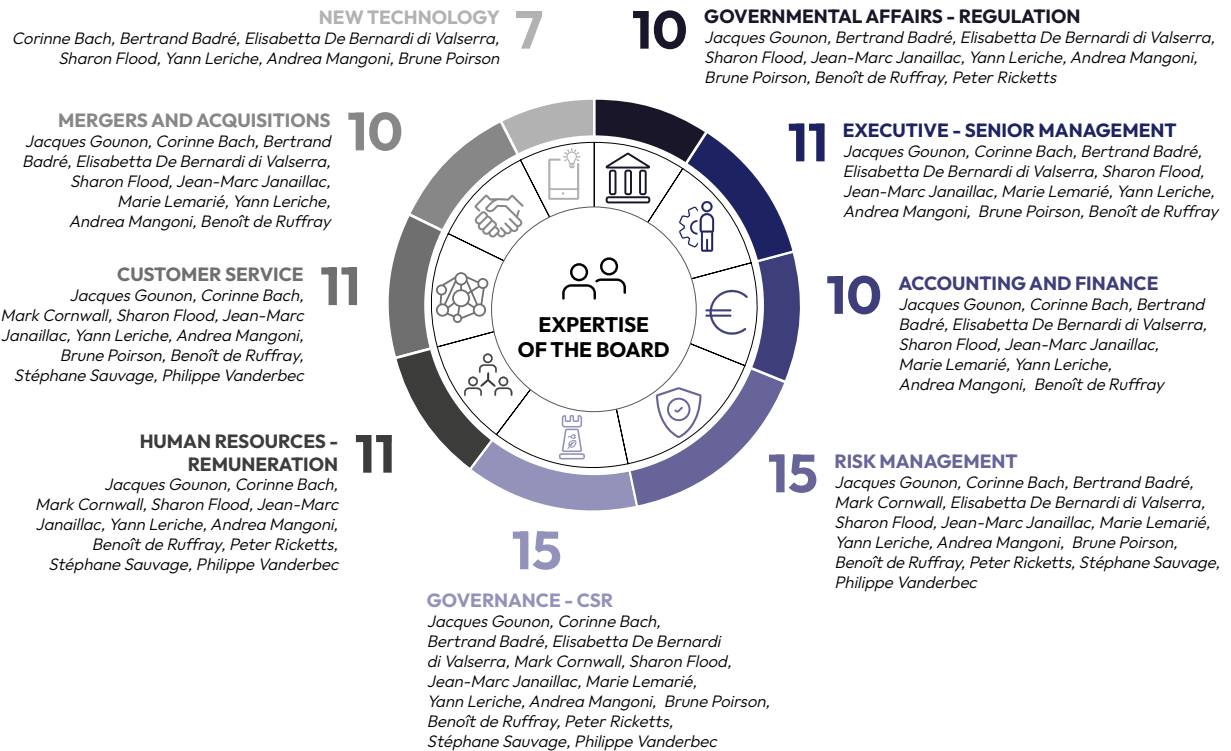 NEW TECHNOLOGY
7
Corinne Bach, Bertrand Badré, Elisabetta De Bernardi di Valserra,
Sharon Flood, Yann Leriche, Andrea Mangoni, Brune Poirson
10
GOVERNMENTAL AFFAIRS - REGULATION
Jacques Gounon, Bertrand Badré, Elisabetta De Bernardi di Valserra,
Sharon Flood, Jean-Marc Janaillac, Yann Leriche, Andrea Mangoni,
Brune Poirson, Benoît de Ruffray, Peter Ricketts
MERGERS AND ACQUISITIONS
10
Jacques Gounon, Corinne Bach, Bertrand
Badré, Elisabetta De Bernardi di Valserra,
Sharon Flood, Jean-Marc Janaillac,
Marie Lemarié, Yann Leriche,
Andrea Mangoni, Benoît de Ruffray
11
EXECUTIVE - SENIOR MANAGEMENT
Jacques Gounon, Corinne Bach, Bertrand Badré,
Elisabetta De Bernardi di Valserra, Sharon Flood,
Jean-Marc Janaillac, Marie Lemarié, Yann Leriche,
Andrea Mangoni, Brune Poirson, Benoît de Ruffray
CUSTOMER SERVICE
11
Jacques Gounon, Corinne Bach,
Mark Cornwall, Sharon Flood, Jean-Marc
Janaillac, Yann Leriche, Andrea Mangoni,
Brune Poirson, Benoît de Ruffray,
Stéphane Sauvage, Philippe Vanderbec
EXPERTISE
OF THE BOARD
€
10
ACCOUNTING AND FINANCE
Jacques Gounon, Corinne Bach, Bertrand
Badré, Elisabetta De Bernardi di Valserra,
Sharon Flood, Jean-Marc Janaillac,
Marie Lemarié, Yann Leriche,
Andrea Mangoni, Benoît de Ruffray
HUMAN RESOURCES -
REMUNERATION
11
Jacques Gounon, Corinne Bach,
Mark Cornwall, Sharon Flood, Jean-Marc
Janaillac, Yann Leriche, Andrea Mangoni,
Benoît de Ruffray, Peter Ricketts,
Stéphane Sauvage, Philippe Vanderbec
15
RISK MANAGEMENT
Jacques Gounon, Corinne Bach, Bertrand Badré,
Mark Cornwall, Elisabetta De Bernardi di Valserra,
Sharon Flood, Jean-Marc Janaillac, Marie Lemarié,
Yann Leriche, Andrea Mangoni, Brune Poirson,
Benoît de Ruffray, Peter Ricketts, Stéphane Sauvage,
Philippe Vanderbec
15
GOVERNANCE - CSR
Jacques Gounon, Corinne Bach,
Bertrand Badré, Elisabetta De Bernardi
di Valserra, Mark Cornwall, Sharon Flood,
Jean-Marc Janaillac, Marie Lemarié,
Yann Leriche, Andrea Mangoni, Brune Poirson,
Benoît de Ruffray, Peter Ricketts,
Stéphane Sauvage, Philippe Vanderbec